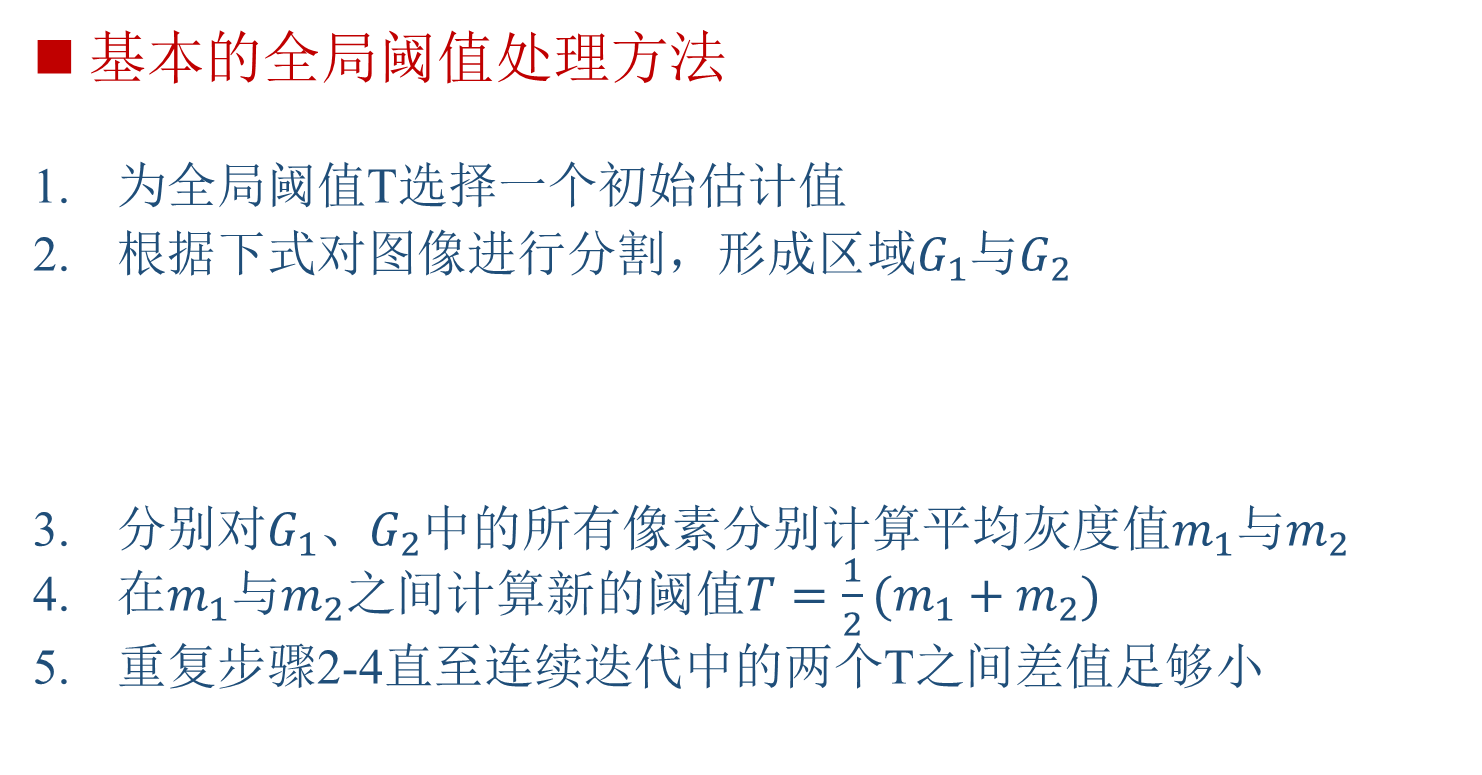 ■ 基本的全局阈值处理方法
1. 为全局阈值T选择一个初始估计值
2. 根据下式对图像进行分割，形成区域𝐺₁与𝐺₂
3. 分别对𝐺₁、𝐺₂中的所有像素分别计算平均灰度值𝑚₁与𝑚₂
4. 在𝑚₁与𝑚₂之间计算新的阈值𝑇 = ½(𝑚₁ + 𝑚₂)
5. 重复步骤2-4直至连续迭代中的两个T之间差值足够小